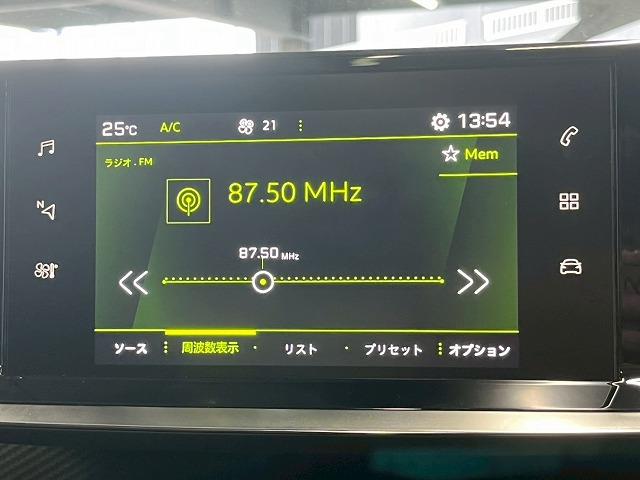 25°C A/C 21 13:54
ラジオ.FM
Mem
87.50 MHz
87.50 MHz
N
ソース 周波数表示 リスト プリセット オプション